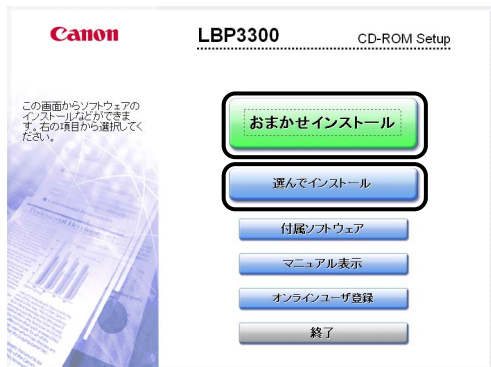 Canon
LBP3300
CD-ROM Setup
この画面からソフトウェアの
インストールなどができま
す。右の項目から選択してく
ださい。
おまかせインストール
選んでインストール
付属ソフトウェア
マニュアル表示
オンラインユーザ登録
終了